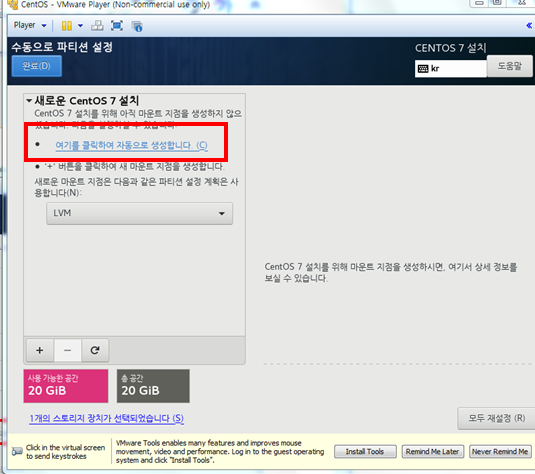 CentOS - VMware Player (Non-commercial use only)
Player
수동으로 파티션 설정
CENTOS 7 설치
완료(D)
kr
도움말
새로운 CentOS 7 설치
CentOS 7 설치를 위해 아직 마운트 지점을 생성하지 않으
여기를 클릭하여 자동으로 생성합니다. (C)
'+' 버튼을 클릭하여 새 마운트 지점을 생성합니다.
새로운 마운트 지점은 다음과 같은 파티션 설정 계획은 사
용합니다(N):
LVM
CentOS 7 설치를 위해 마운트 지점을 생성하시면, 여기서 상세 정보를
보실 수 있습니다.
+ -
사용 가능한 공간
20 GiB
총 공간
20 GiB
1개의 스토리지 장치가 선택되었습니다 (S)
모두 재설정 (R)
Click in the virtual screen
to send keystrokes
VMware Tools enables many features and improves mouse
movement, video and performance. Log in to the guest operating
system and click "Install Tools".
Install Tools
Remind Me Later
Never Remind Me